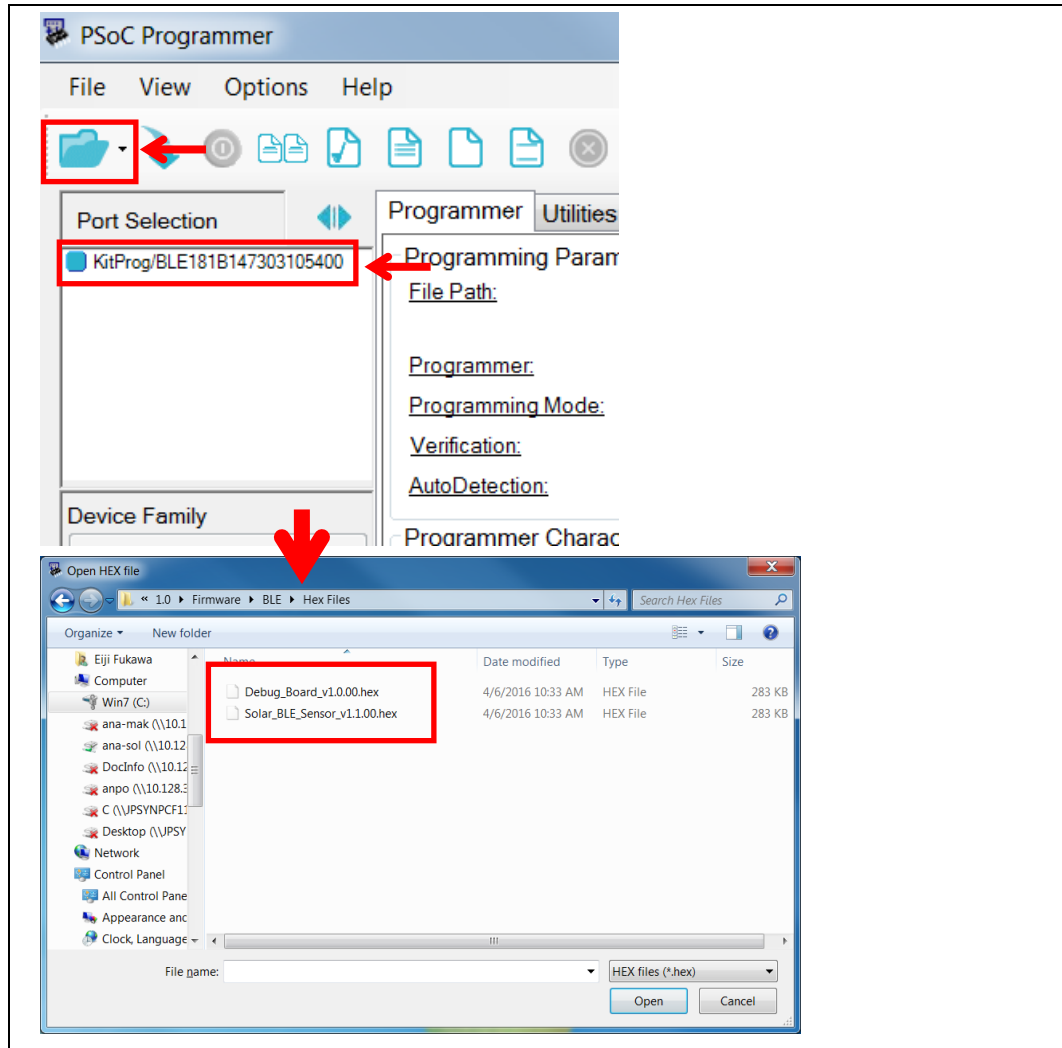 PSoC Programmer
File View Options Help
Port Selection
Programmer Utilities
KitProg/BLE181B147303105400
Programming Param
File Path:
Programmer:
Programming Mode:
Verification:
AutoDetection:
Device Family
Programmer Charac
Open HEX file
« 1.0 Firmware BLE Hex Files
Search Hex Files
Organize New folder
Name Date modified Type Size
Eiji Fukawa
Computer
Win7 (C:)
ana-mak (\\10.1
ana-sol (\\10.12
DocInfo (\\10.12
anpo (\\10.128.3
C (\\JPSYNPCF11
Desktop (\\JPSY
Network
Control Panel
All Control Pane
Appearance and
Clock, Language
Debug_Board_v1.0.00.hex 4/6/2016 10:33 AM HEX File 283 KB
Solar_BLE_Sensor_v1.1.00.hex 4/6/2016 10:33 AM HEX File 283 KB
File name:
HEX files (*.hex)
Open Cancel